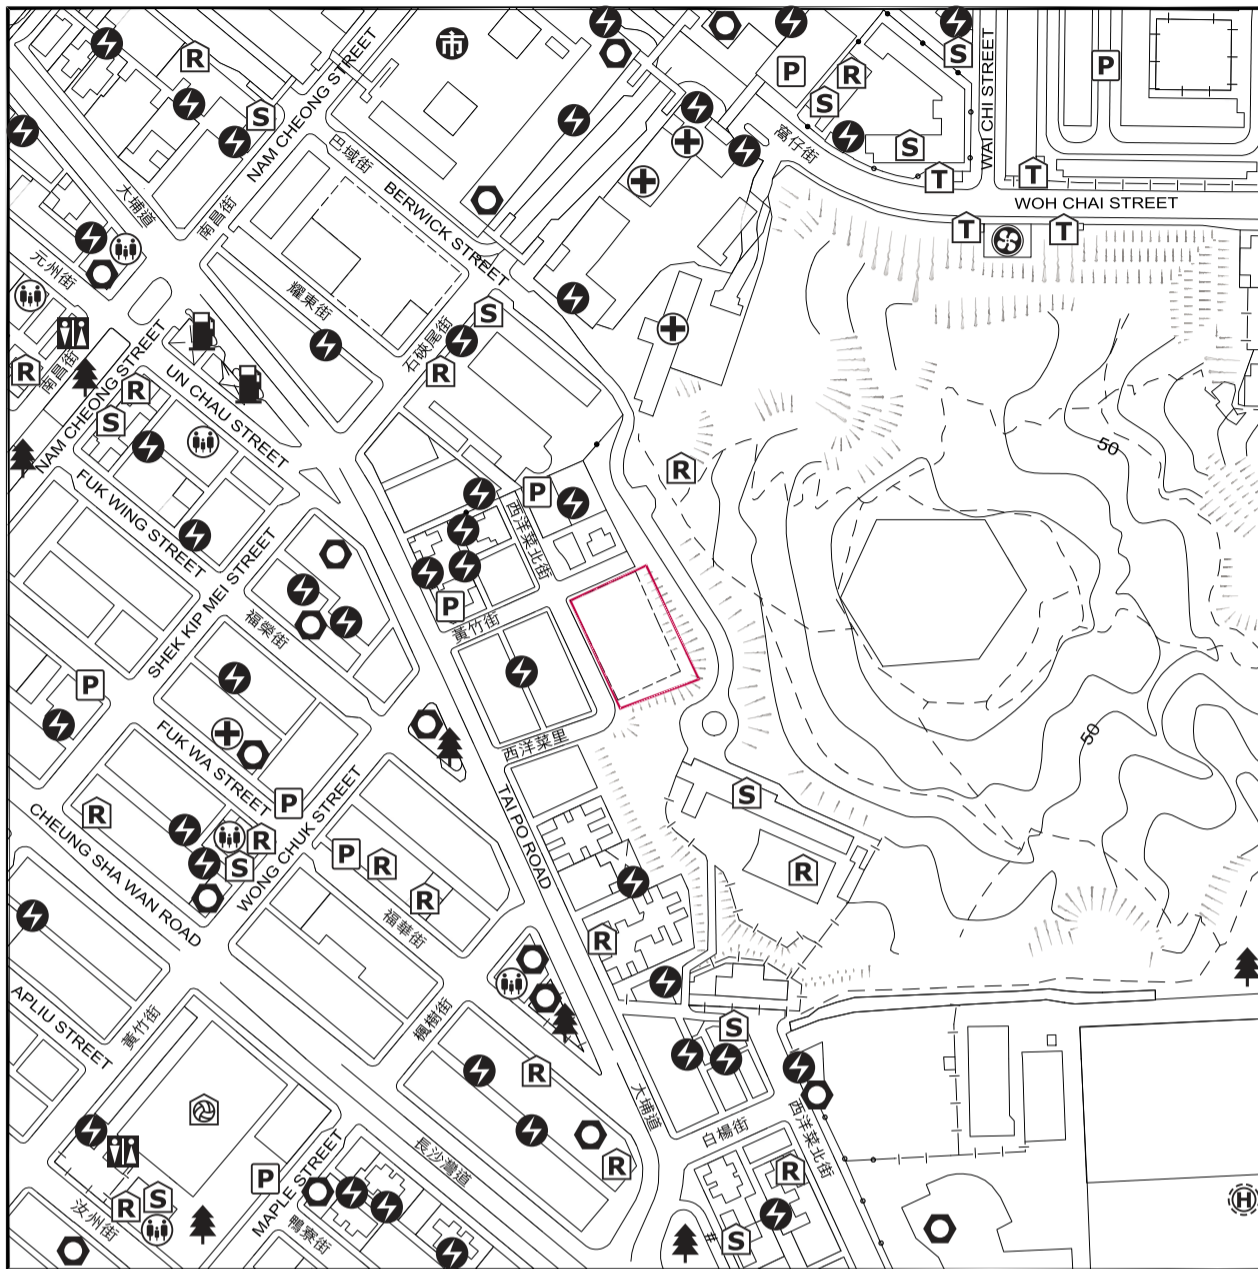 市
P
R
S
P
R
S
NAM CHEONG STREET
WAI CHI STREET
S
巴域街
窩仔街
S
T
T
WOH CHAI STREET
大埔道
南昌街
BERWICK STREET
T
T
元州街
耀東街
S
石硤尾街
R
R
南昌街
NAM CHEONG STREET
UN CHAU STREET
R
S
50
R
FUK WING STREET
P
西洋菜北街
SHEK KIP MEI STREET
福榮街
P
黃竹街
P
50
FUK WA STREET
西洋菜里
P
TAI PO ROAD
S
R
R
S
WONG CHUK STREET
P
R
R
R
CHEUNG SHA WAN ROAD
福華街
R
APLIU STREET
黃竹街
楓樹街
S
R
大埔道
西洋菜北街
白楊街
長沙灣道
MAPLE STREET
P
R
R
R
S
汝州街
鴨寮街
S
H